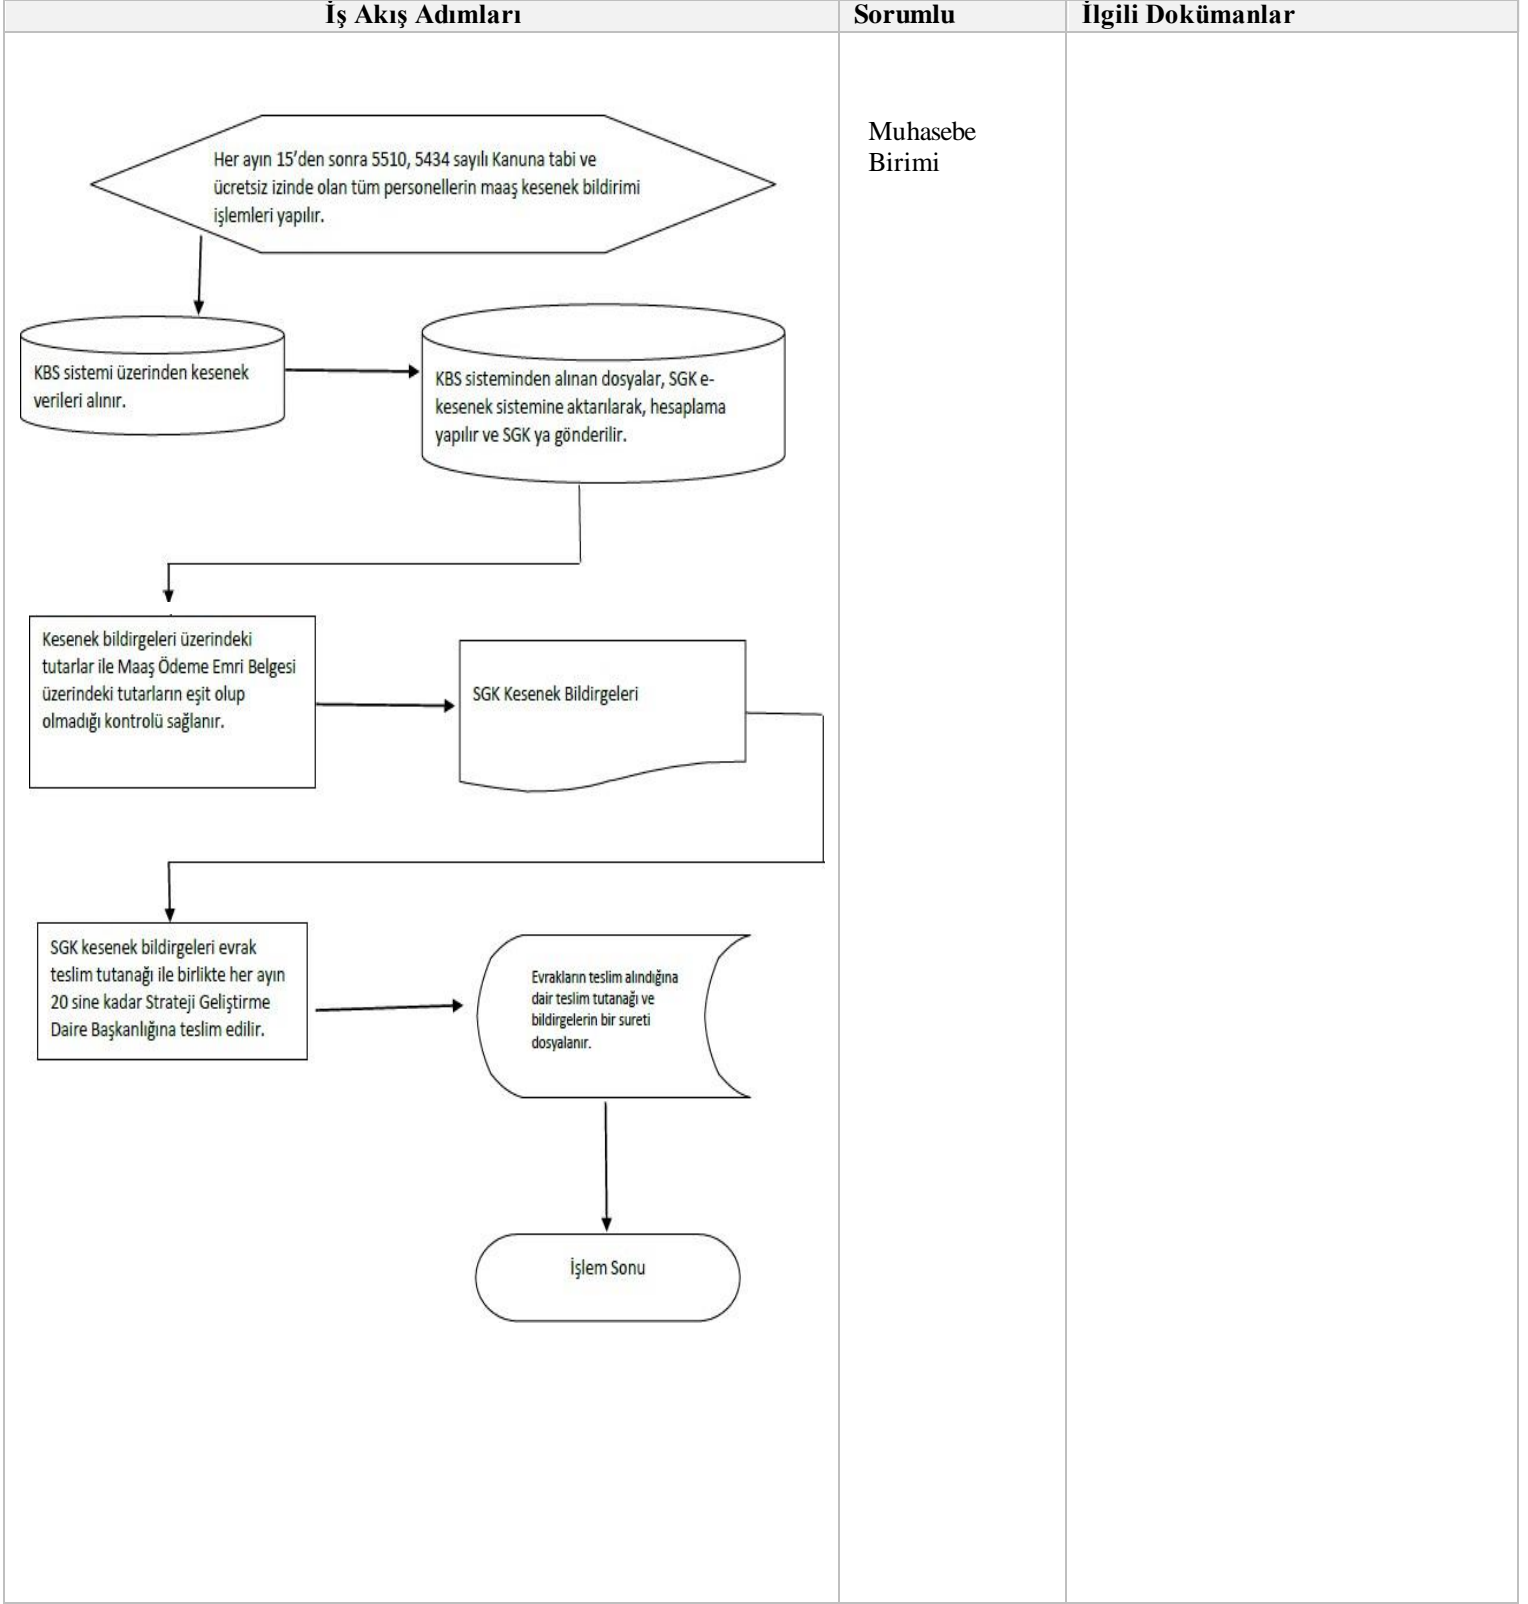 İş Akış Adımları
Sorumlu
İlgili Dokümanlar
Muhasebe
Birimi
Her ayın 15’den sonra 5510, 5434 sayılı Kanuna tabi ve
ücretsiz izinde olan tüm personellerin maaş kesenek bildirimi
işlemleri yapılır.
KBS sistemi üzerinden kesenek
verileri alınır.
KBS sisteminden alınan dosyalar, SGK e-
kesenek sistemine aktarılarak, hesaplama
yapılır ve SGK ya gönderilir.
Kesenek bildirgeleri üzerindeki
tutarlar ile Maaş Ödeme Emri Belgesi
üzerindeki tutarların eşit olup
olmadığı kontrolü sağlanır.
SGK Kesenek Bildirgeleri
SGK kesenek bildirgeleri evrak
teslim tutanağı ile birlikte her ayın
20 sine kadar Strateji Geliştirme
Daire Başkanlığına teslim edilir.
Evrakların teslim alındığına
dair teslim tutanağı ve
bildirgelerin bir sureti
dosyalanır.
İşlem Sonu